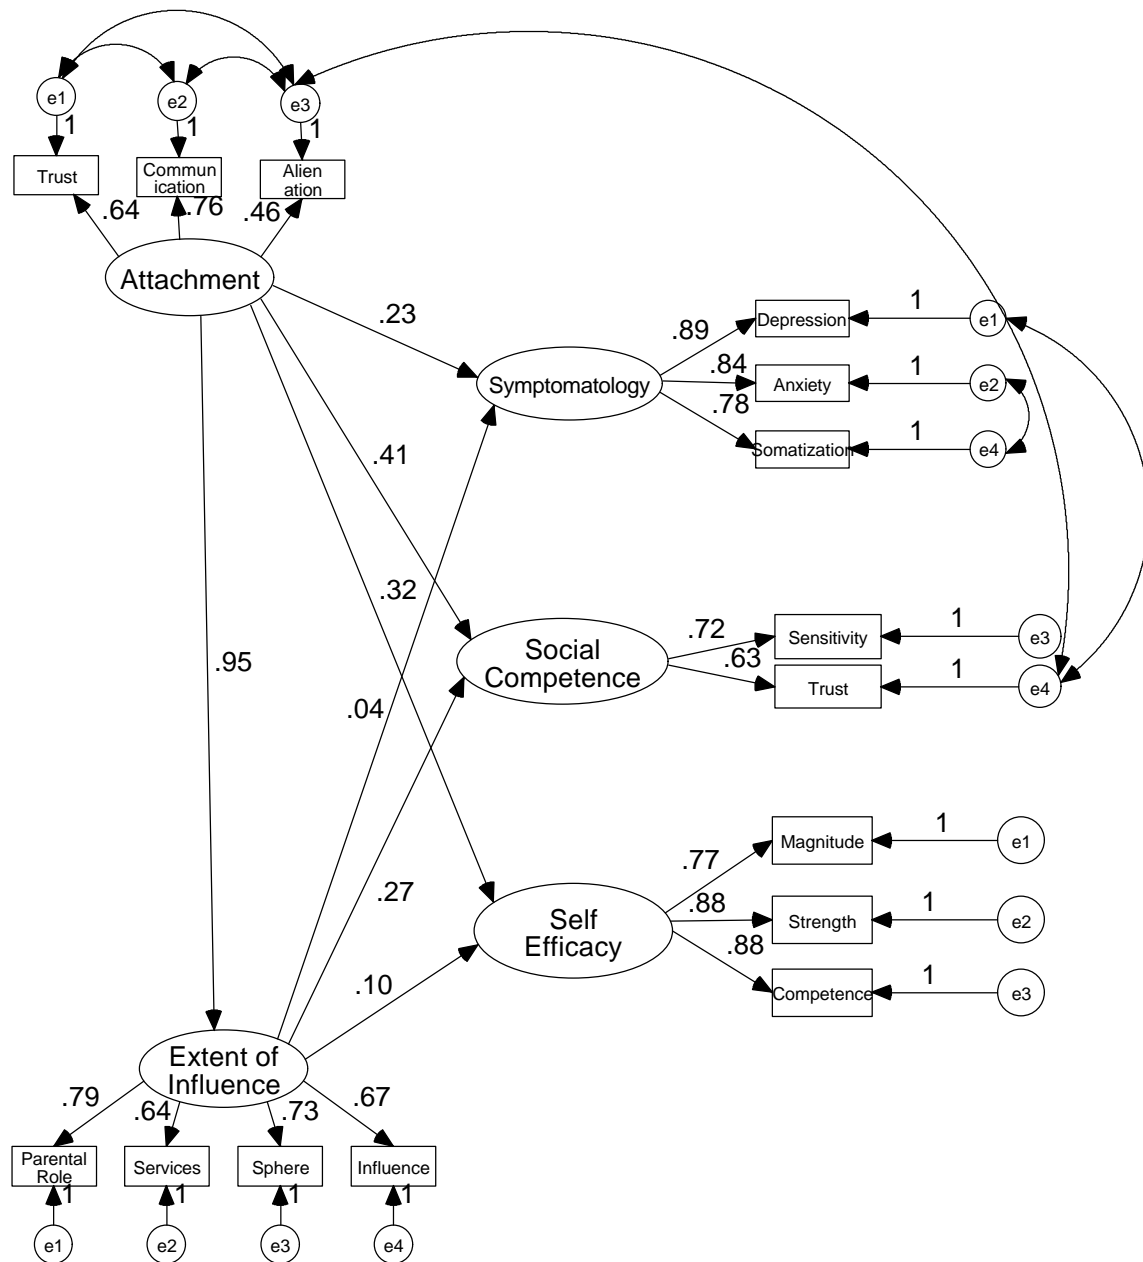 e1
e2
e3
1
1
1
Trust
Commun
ication
Alien
ation
.64
.76
.46
Attachment
.23
Symptomatology
.89
.84
.78
Depression
Anxiety
Somatization
1
1
1
e1
e2
e4
.41
.32
.95
.04
Social
Competence
.72
.63
Sensitivity
Trust
1
1
e3
e4
.27
.10
Self
Efficacy
.77
.88
.88
Magnitude
Strength
Competence
1
1
1
e1
e2
e3
Extent of
Influence
.79
.64
.73
.67
Parental
Role
Services
Sphere
Influence
1
1
1
1
e1
e2
e3
e4